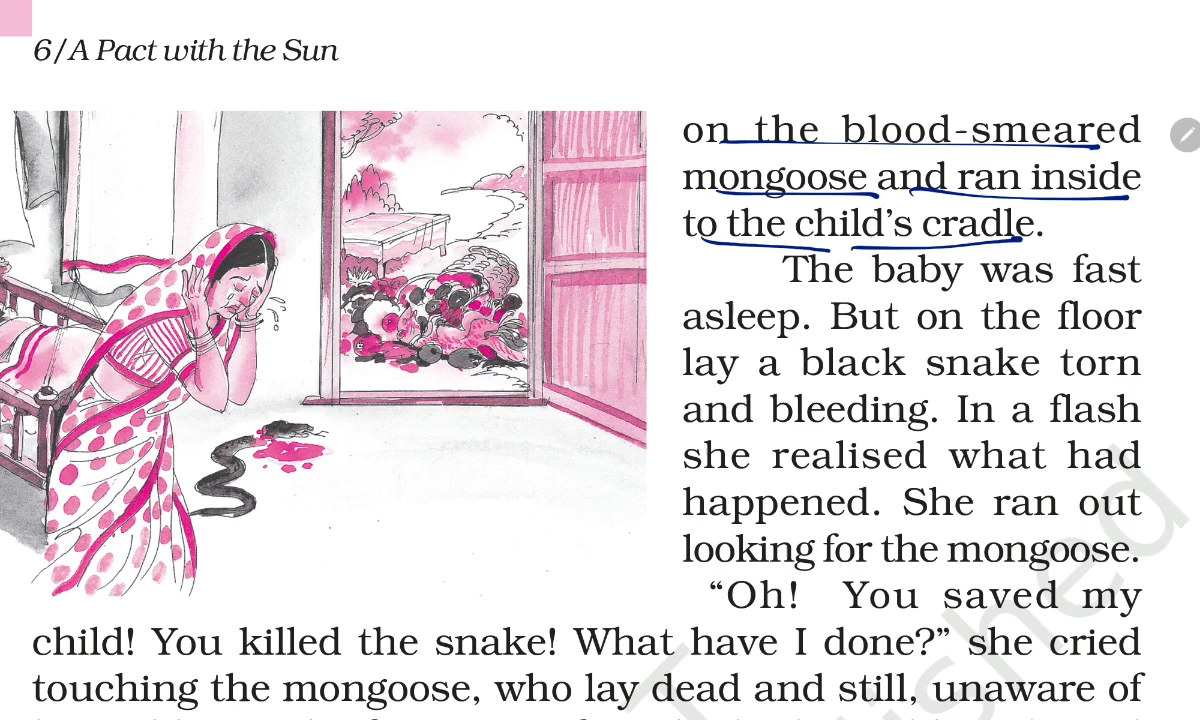 6/A Pact with the Sun
on the blood-smeared
mongoose and ran inside
to the child's cradle.
The baby was fast
asleep. But on the floor
lay a black snake torn
and bleeding. In a flash
she realised what had
happened. She ran out
looking for the mongoose.
“Oh! You saved my
child! You killed the snake! What have I done?” she cried
touching the mongoose, who lay dead and still, unaware of